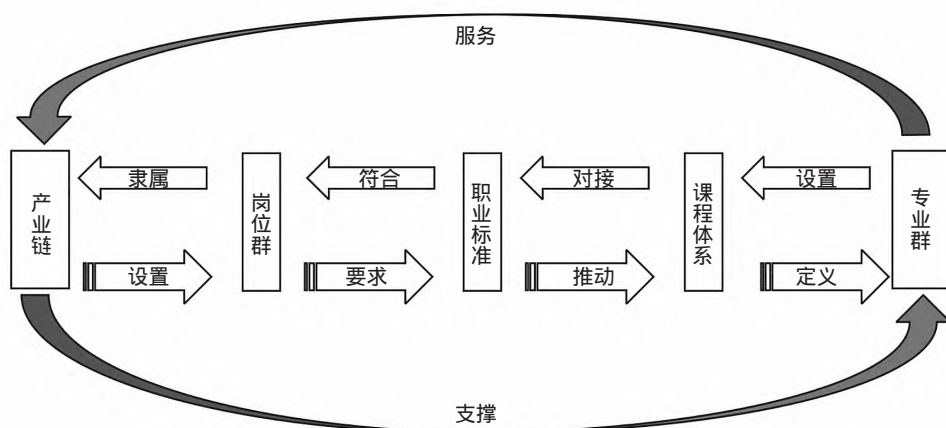 服务
隶属
符合
对接
设置
产业链
岗位群
职业标准
课程体系
专业群
设置
要求
推动
定义
支撑